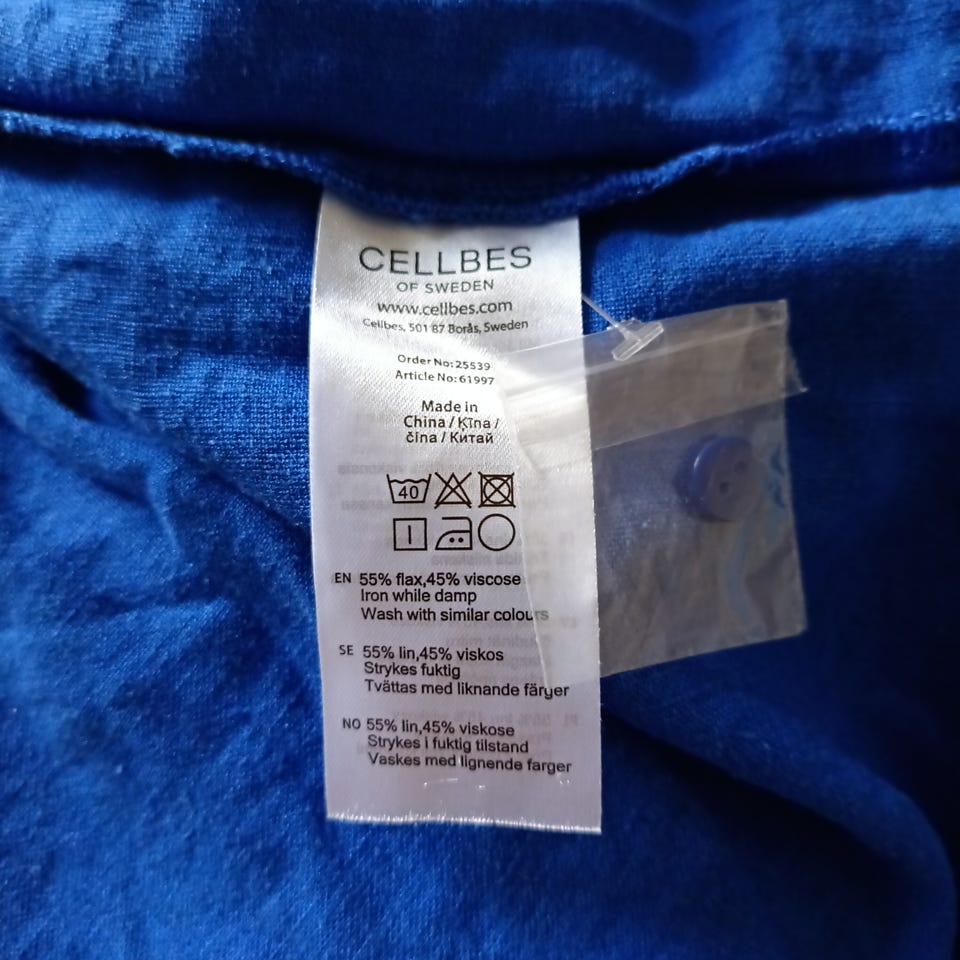 CELLBES
OF SWEDEN
www.cellbes.com
Cellbes, 501 87 Borås, Sweden
Order No:25539
Article No:61997
Made in
China / Ķīna /
čína / Китай
40
EN 55% flax,45% viscose
Iron while damp
Wash with similar colours
SE 55% lin,45% viskos
Strykes fuktig
Tvättas med liknande färger
NO 55% lin,45% viskose
Strykes i fuktig tilstand
Vaskes med lignende farger